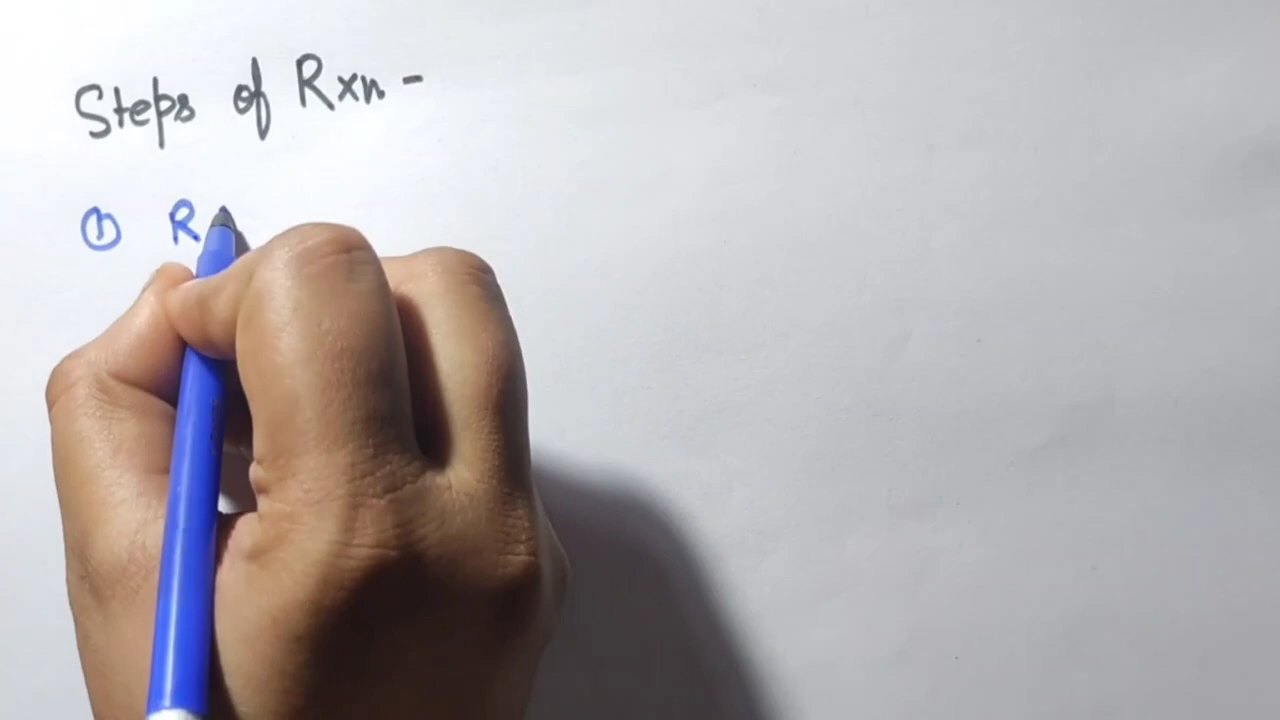 Steps of Rxn -
① R